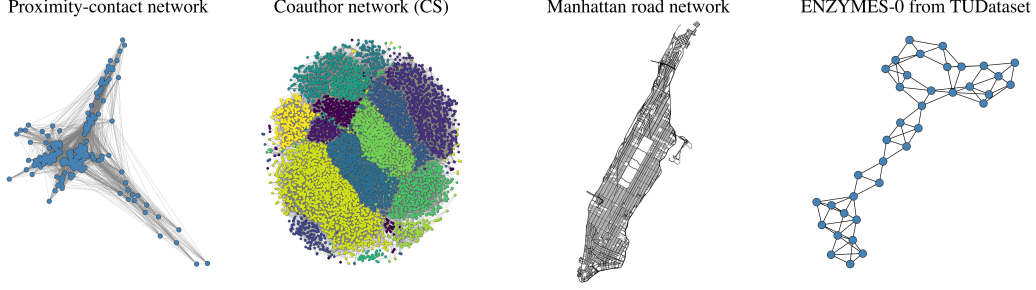 Proximity-contact network
Coauthor network (CS)
Manhattan road network
ENZYMES-0 from TUDataset